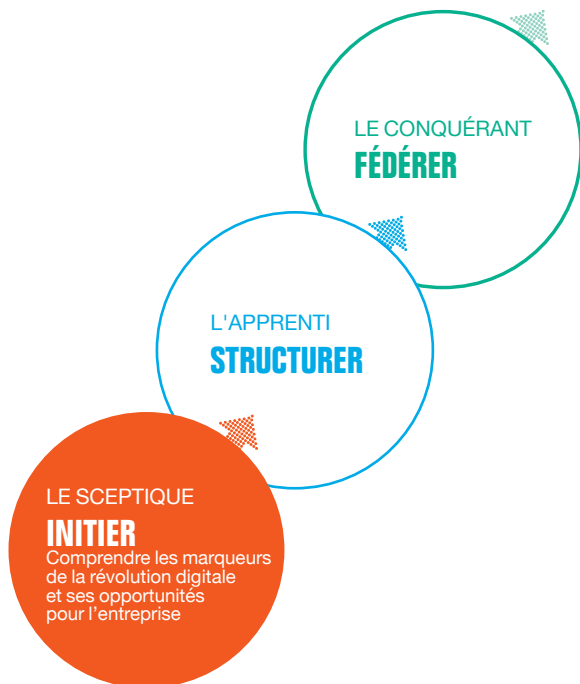 LE CONQUÉRANT
FÉDÉRER
L'APPRENTI
STRUCTURER
LE SCEPTIQUE
INITIER
Comprendre les marqueurs
de la révolution digitale
et ses opportunités
pour l’entreprise